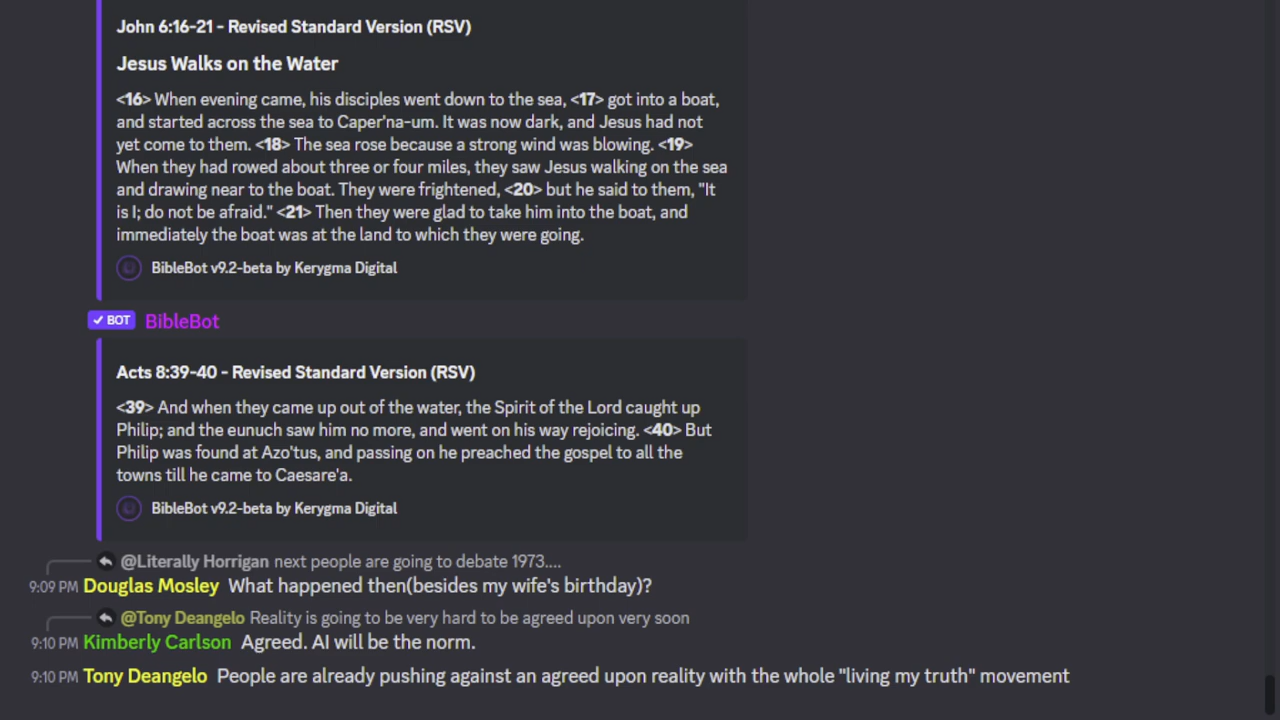 John 6:16-21 - Revised Standard Version (RSV)
Jesus Walks on the Water
<16> When evening came, his disciples went down to the sea, <17> got into a boat,
and started across the sea to Caper'na-um. It was now dark, and Jesus had not
yet come to them. <18> The sea rose because a strong wind was blowing. <19>
When they had rowed about three or four miles, they saw Jesus walking on the sea
and drawing near to the boat. They were frightened, <20> but he said to them, "It
is I; do not be afraid." <21> Then they were glad to take him into the boat, and
immediately the boat was at the land to which they were going.
BibleBot v9.2-beta by Kerygma Digital
✓ BOT BibleBot
Acts 8:39-40 - Revised Standard Version (RSV)
<39> And when they came up out of the water, the Spirit of the Lord caught up
Philip; and the eunuch saw him no more, and went on his way rejoicing. <40> But
Philip was found at Azo'tus, and passing on he preached the gospel to all the
towns till he came to Caesare'a.
BibleBot v9.2-beta by Kerygma Digital
@Literally Horrigan next people are going to debate 1973....
9:09 PM Douglas Mosley What happened then(besides my wife's birthday)?
@Tony Deangelo Reality is going to be very hard to be agreed upon very soon
9:10 PM Kimberly Carlson Agreed. AI will be the norm.
9:10 PM Tony Deangelo People are already pushing against an agreed upon reality with the whole "living my truth" movement